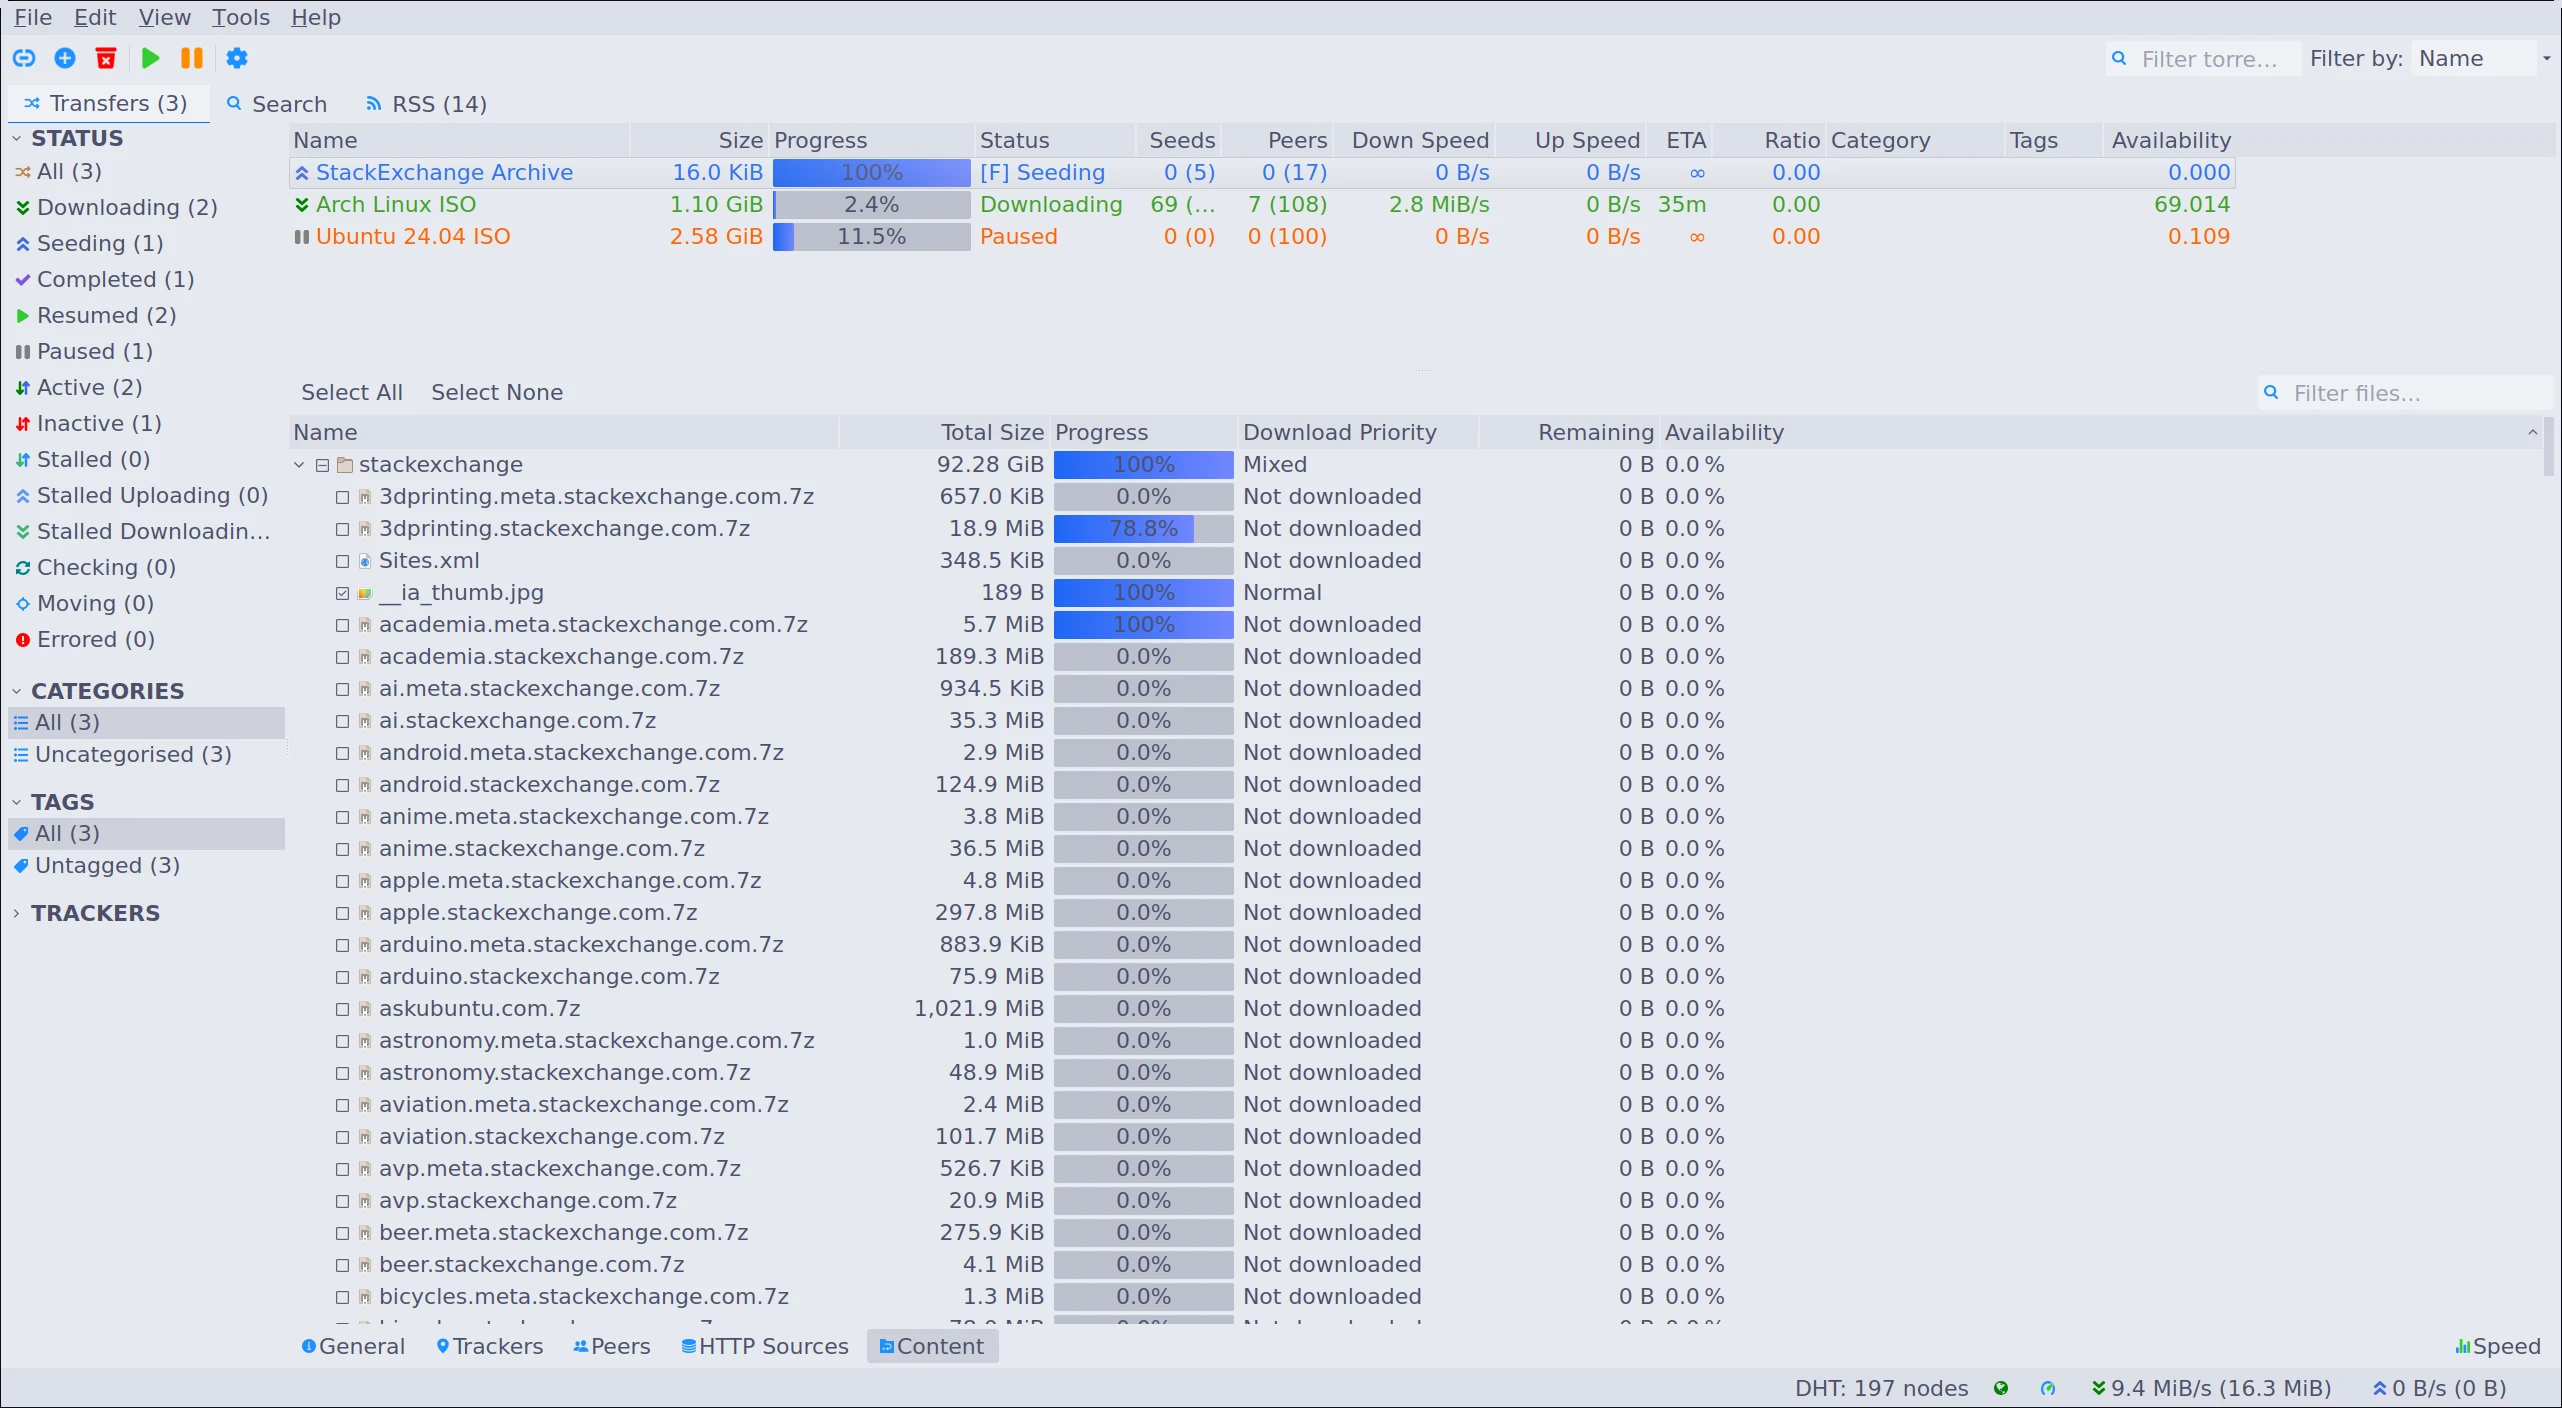 File Edit View Tools Help
Filter torre... Filter by: Name
Transfers (3) Search RSS (14)
STATUS
All (3)
Downloading (2)
Seeding (1)
Completed (1)
Resumed (2)
Paused (1)
Active (2)
Inactive (1)
Stalled (0)
Stalled Uploading (0)
Stalled Downloadin...
Checking (0)
Moving (0)
Errored (0)
CATEGORIES
All (3)
Uncategorised (3)
TAGS
All (3)
Untagged (3)
TRACKERS
Name Size Progress Status Seeds Peers Down Speed Up Speed ETA Ratio Category Tags Availability
StackExchange Archive 16.0 KiB 100% [F] Seeding 0 (5) 0 (17) 0 B/s 0 B/s ∞ 0.00 0.000
Arch Linux ISO 1.10 GiB 2.4% Downloading 69 (... 7 (108) 2.8 MiB/s 0 B/s 35m 0.00 69.014
Ubuntu 24.04 ISO 2.58 GiB 11.5% Paused 0 (0) 0 (100) 0 B/s 0 B/s ∞ 0.00 0.109
Select All Select None Filter files...
Name Total Size Progress Download Priority Remaining Availability
stackexchange 92.28 GiB 100% Mixed 0 B 0.0 %
3dprinting.meta.stackexchange.com.7z 657.0 KiB 0.0% Not downloaded 0 B 0.0 %
3dprinting.stackexchange.com.7z 18.9 MiB 78.8% Not downloaded 0 B 0.0 %
Sites.xml 348.5 KiB 0.0% Not downloaded 0 B 0.0 %
__ia_thumb.jpg 189 B 100% Normal 0 B 0.0 %
academia.meta.stackexchange.com.7z 5.7 MiB 100% Not downloaded 0 B 0.0 %
academia.stackexchange.com.7z 189.3 MiB 0.0% Not downloaded 0 B 0.0 %
ai.meta.stackexchange.com.7z 934.5 KiB 0.0% Not downloaded 0 B 0.0 %
ai.stackexchange.com.7z 35.3 MiB 0.0% Not downloaded 0 B 0.0 %
android.meta.stackexchange.com.7z 2.9 MiB 0.0% Not downloaded 0 B 0.0 %
android.stackexchange.com.7z 124.9 MiB 0.0% Not downloaded 0 B 0.0 %
anime.meta.stackexchange.com.7z 3.8 MiB 0.0% Not downloaded 0 B 0.0 %
anime.stackexchange.com.7z 36.5 MiB 0.0% Not downloaded 0 B 0.0 %
apple.meta.stackexchange.com.7z 4.8 MiB 0.0% Not downloaded 0 B 0.0 %
apple.stackexchange.com.7z 297.8 MiB 0.0% Not downloaded 0 B 0.0 %
arduino.meta.stackexchange.com.7z 883.9 KiB 0.0% Not downloaded 0 B 0.0 %
arduino.stackexchange.com.7z 75.9 MiB 0.0% Not downloaded 0 B 0.0 %
askubuntu.com.7z 1,021.9 MiB 0.0% Not downloaded 0 B 0.0 %
astronomy.meta.stackexchange.com.7z 1.0 MiB 0.0% Not downloaded 0 B 0.0 %
astronomy.stackexchange.com.7z 48.9 MiB 0.0% Not downloaded 0 B 0.0 %
aviation.meta.stackexchange.com.7z 2.4 MiB 0.0% Not downloaded 0 B 0.0 %
aviation.stackexchange.com.7z 101.7 MiB 0.0% Not downloaded 0 B 0.0 %
avp.meta.stackexchange.com.7z 526.7 KiB 0.0% Not downloaded 0 B 0.0 %
avp.stackexchange.com.7z 20.9 MiB 0.0% Not downloaded 0 B 0.0 %
beer.meta.stackexchange.com.7z 275.9 KiB 0.0% Not downloaded 0 B 0.0 %
beer.stackexchange.com.7z 4.1 MiB 0.0% Not downloaded 0 B 0.0 %
bicycles.meta.stackexchange.com.7z 1.3 MiB 0.0% Not downloaded 0 B 0.0 %
General Trackers Peers HTTP Sources Content Speed
DHT: 197 nodes 9.4 MiB/s (16.3 MiB) 0 B/s (0 B)